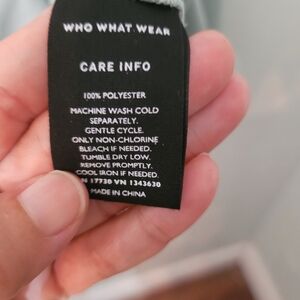 WHO WHAT WEAR
CARE INFO
100% POLYESTER
MACHINE WASH COLD
SEPARATELY.
GENTLE CYCLE.
ONLY NON-CHLORINE
BLEACH IF NEEDED.
TUMBLE DRY LOW.
REMOVE PROMPTLY.
COOL IRON IF NEEDED.
N 17730 VN 1343630
MADE IN CHINA